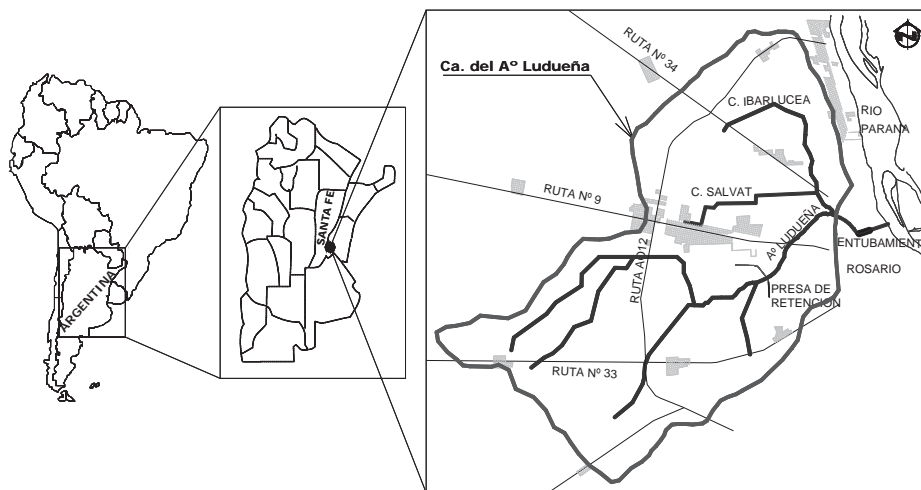 ARGENTINA
SANTA FE
Ca. del Aº Ludueña
RUTA Nº 34
C. IBARLUCEA
RIO
PARANA
RUTA Nº 9
C. SALVAT
Aº LUDUEÑA
ENTUBAMIENT
ROSARIO
RUTA AO12
PRESA DE
RETENCION
RUTA Nº 33
N